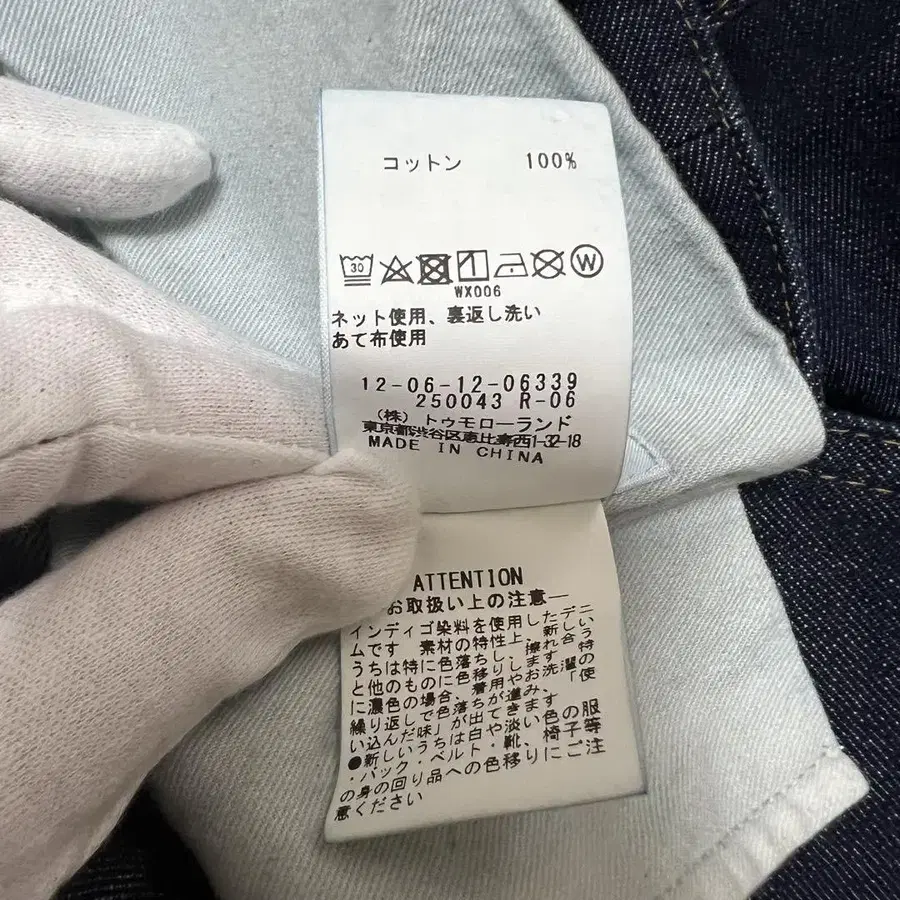 コットン 100%
30 W
WX006
ネット使用、裏返し洗い
あて布使用
12-06-12-06339
250043 R-06
(株) トゥモローランド
東京都渋谷区恵比寿西1-32-18
MADE IN CHINA
ATTENTION
お取扱い上の注意
インディゴ染料を使用したデニ
ムです 素材の特性上、新しい
うちは特に色落ちし、擦れ合う
と他のものに色移りします 特
に濃色の場合、着用やお洗濯の
繰り返しで色落ちが進み、「使
い込んだ味」が出てきます
●新しいうちは白や淡い色の服
・バック・ベルト・靴、椅子等
の身の回り品への色移りにご注
意ください